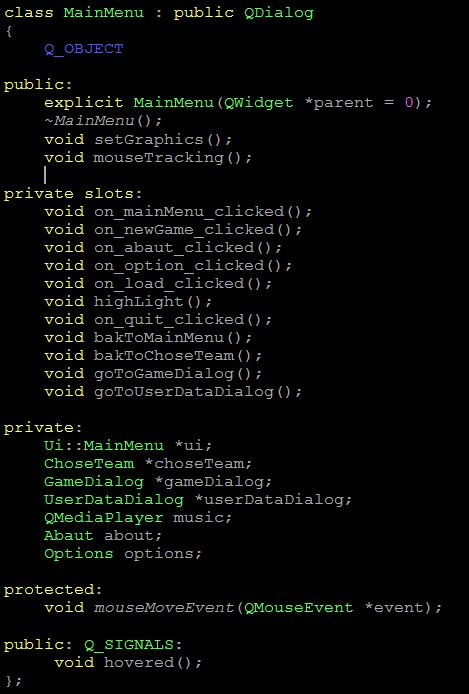 class MainMenu : public QDialog
{
    Q_OBJECT

public:
    explicit MainMenu(QWidget *parent = 0);
    ~MainMenu();
    void setGraphics();
    void mouseTracking();

private slots:
    void on_mainMenu_clicked();
    void on_newGame_clicked();
    void on_abaut_clicked();
    void on_option_clicked();
    void on_load_clicked();
    void highLight();
    void on_quit_clicked();
    void bakToMainMenu();
    void bakToChoseTeam();
    void goToGameDialog();
    void goToUserDataDialog();

private:
    Ui::MainMenu *ui;
    ChoseTeam *choseTeam;
    GameDialog *gameDialog;
    UserDataDialog *userDataDialog;
    QMediaPlayer music;
    Abaut about;
    Options options;

protected:
    void mouseMoveEvent(QMouseEvent *event);

public: Q_SIGNALS:
     void hovered();
};